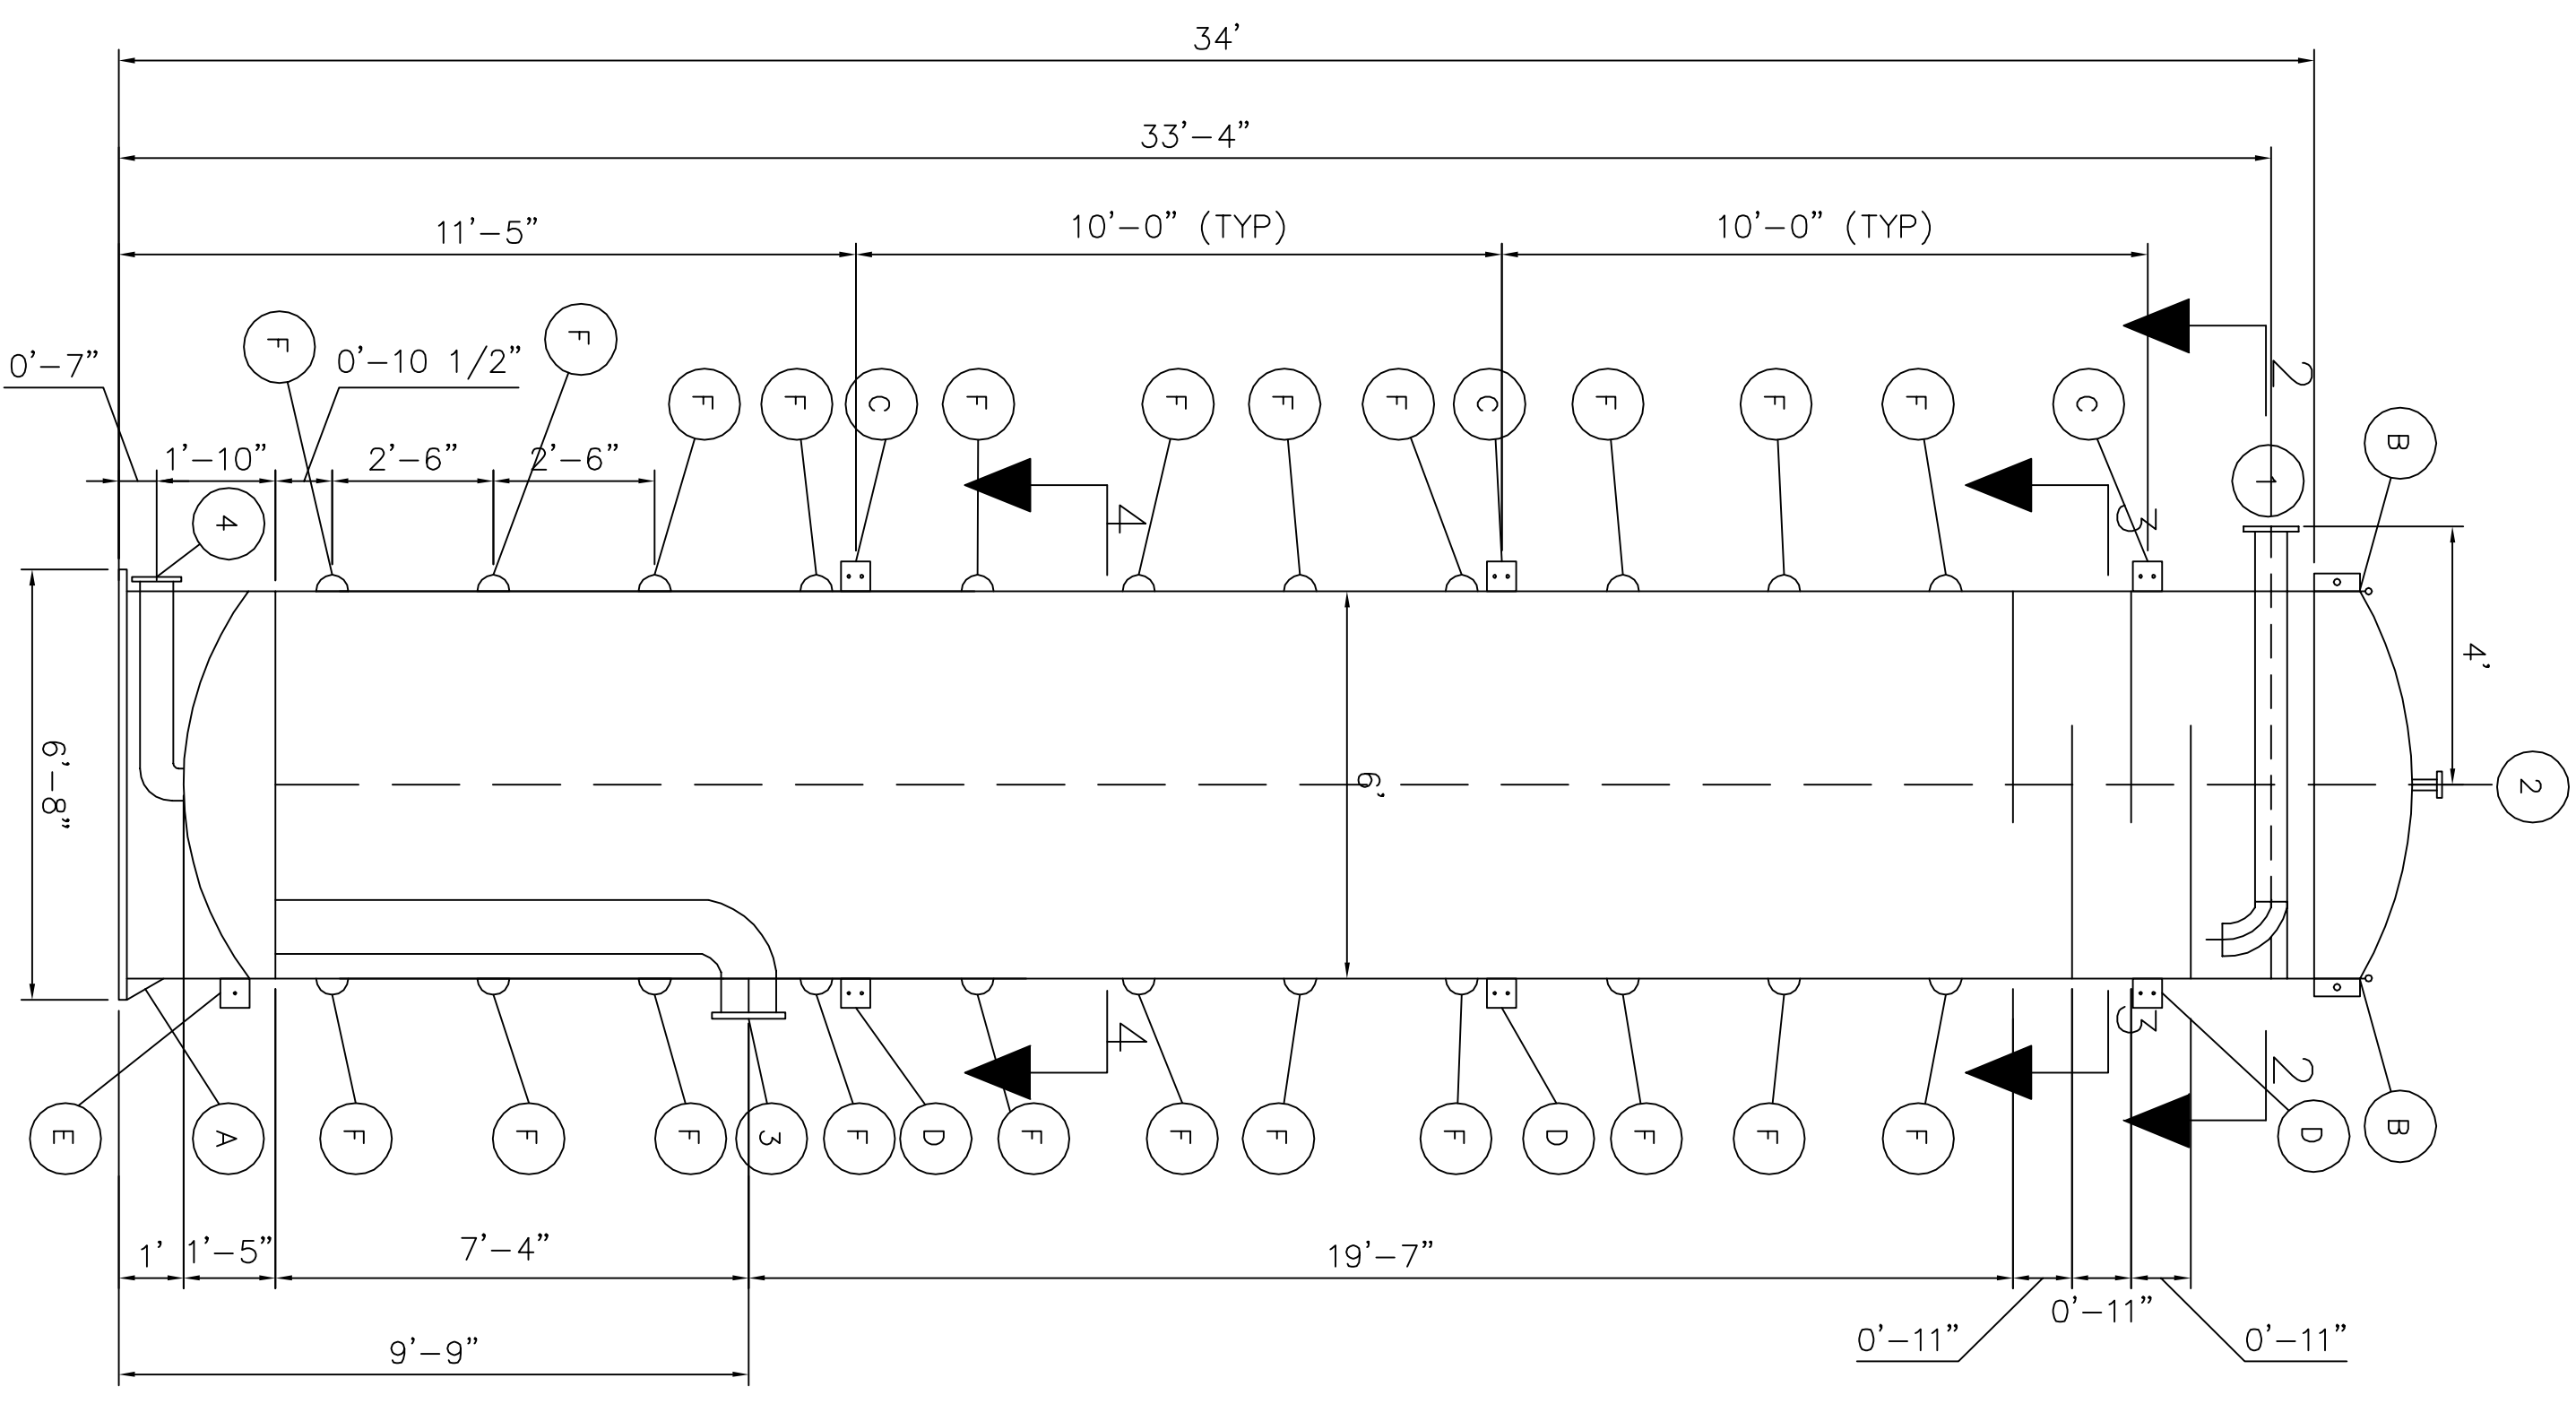 34'
33'-4"
11'-5"
10'-0" (TYP)
10'-0" (TYP)
2
F
F
0'-7"
0'-10 1/2"
F
F
C
F
F
F
F
C
F
F
F
C
B
1'-10"
2'-6"
2'-6"
1
4
4
3
4'
6'-8"
6'
2
4
3
2
E
A
F
F
F
3
F
D
F
F
F
F
D
F
F
F
D
B
1'
1'-5"
7'-4"
19'-7"
0'-11"
0'-11"
0'-11"
9'-9"